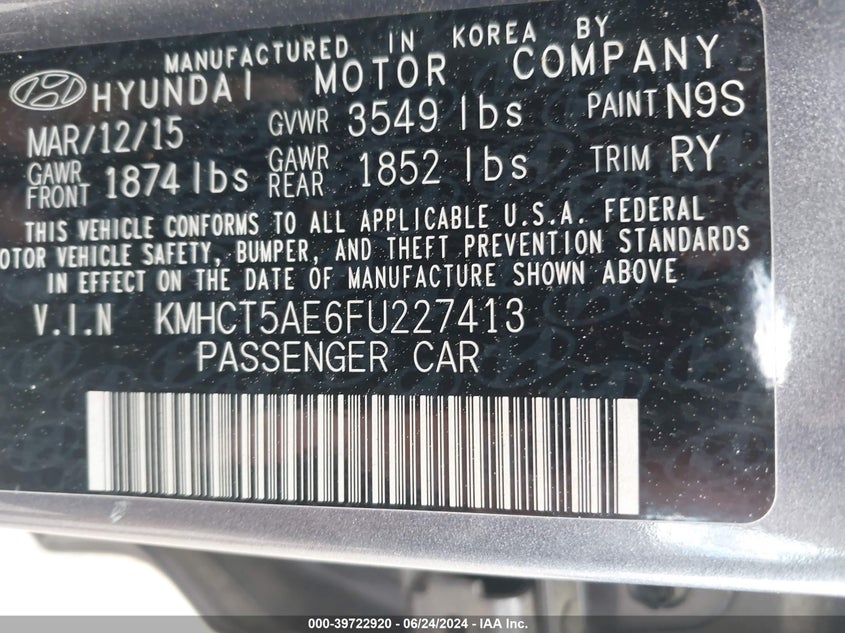 MANUFACTURED IN KOREA BY
HYUNDAI MOTOR COMPANY
MAR/12/15 GVWR 3549 lbs PAINT N9S
GAWR FRONT 1874 lbs GAWR REAR 1852 lbs TRIM RY
THIS VEHICLE CONFORMS TO ALL APPLICABLE U.S.A. FEDERAL
OTOR VEHICLE SAFETY, BUMPER, AND THEFT PREVENTION STANDARDS
IN EFFECT ON THE DATE OF MANUFACTURE SHOWN ABOVE
V.I.N KMHCT5AE6FU227413
PASSENGER CAR
000-39722920 - 06/24/2024 - IAA Inc.